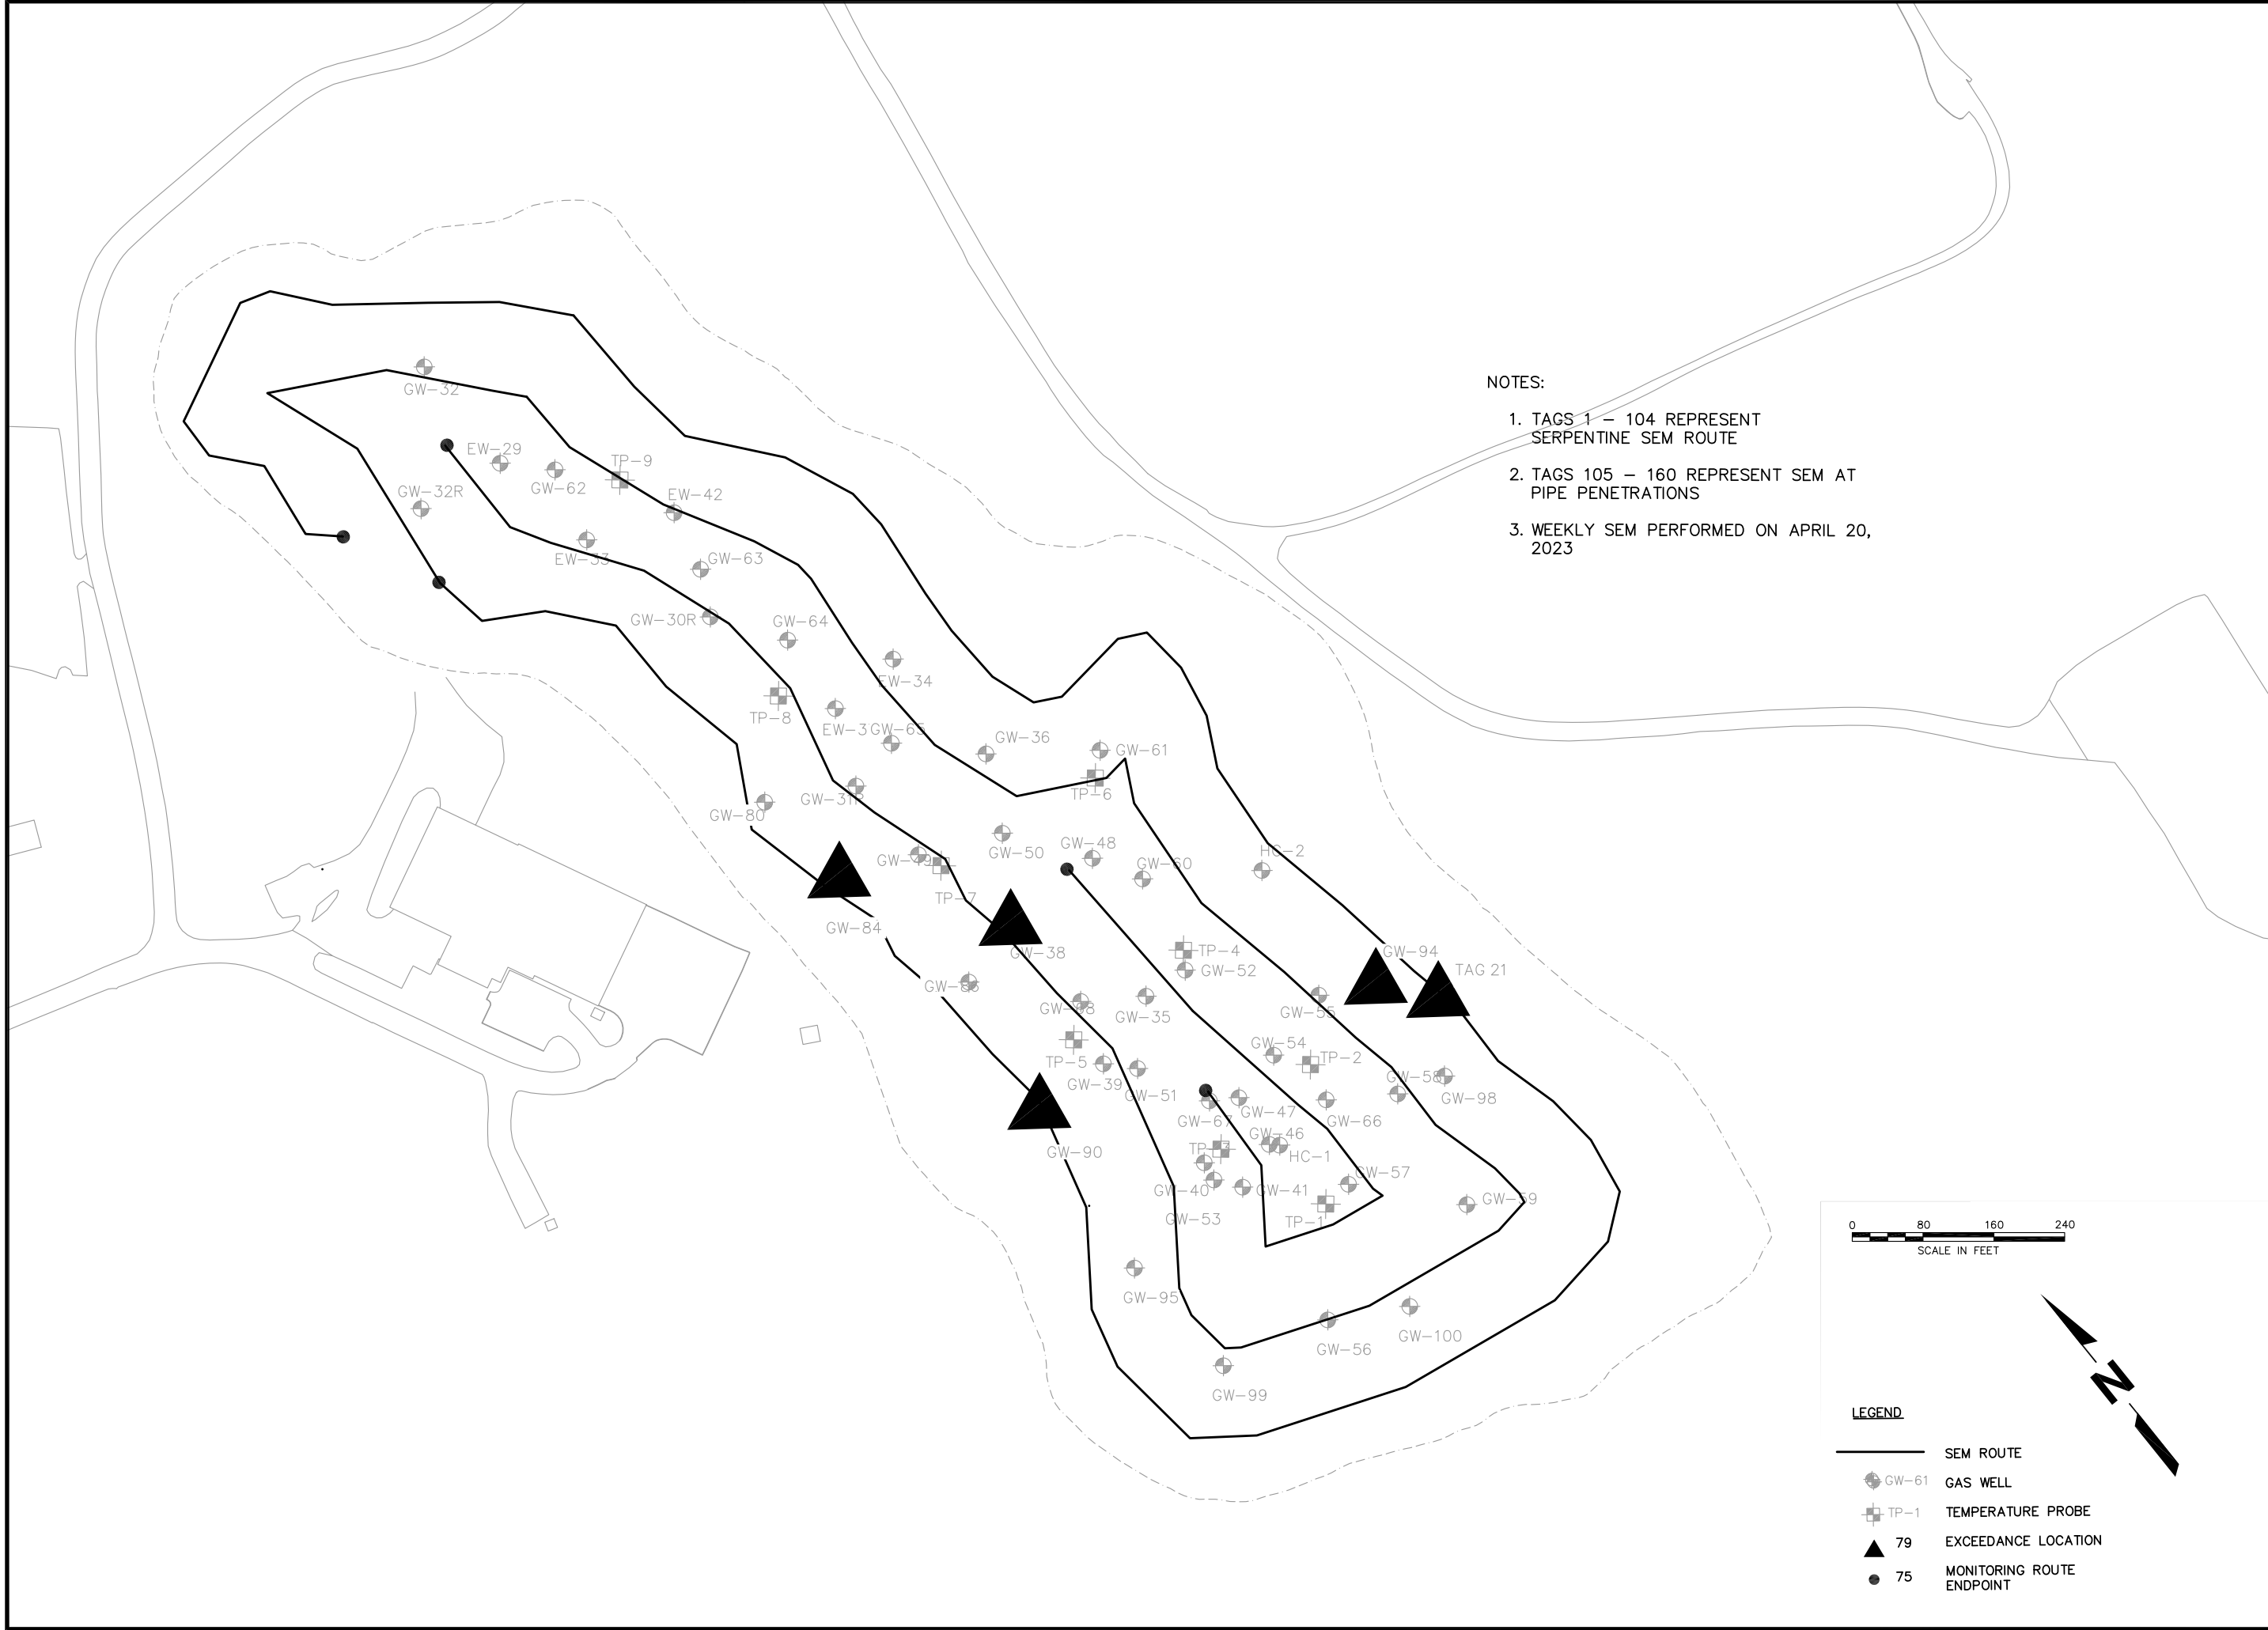 GW-32
EW-29
TP-9
GW-62
GW-32R
EW-42
EW-33
GW-63
GW-30R
GW-64
EW-34
TP-8
EW-3
GW-65
GW-36
GW-61
TP-6
GW-80
GW-50
GW-48
GW-60
HC-2
TP-7
GW-84
GW-38
TP-4
GW-52
GW-94
TAG 21
GW-86
GW-35
GW-55
GW-54
TP-2
TP-5
GW-39
GW-51
GW-58
GW-98
GW-67
GW-47
GW-66
GW-90
GW-46
HC-1
GW-57
GW-40
GW-41
GW-59
GW-53
TP-1
GW-95
GW-56
GW-100
GW-99
NOTES:
1. TAGS 1 – 104 REPRESENT
SERPENTINE SEM ROUTE
2. TAGS 105 – 160 REPRESENT SEM AT
PIPE PENETRATIONS
3. WEEKLY SEM PERFORMED ON APRIL 20,
2023
0 80 160 240
SCALE IN FEET
N
LEGEND
SEM ROUTE
GW-61 GAS WELL
TP-1 TEMPERATURE PROBE
79 EXCEEDANCE LOCATION
75 MONITORING ROUTE
ENDPOINT